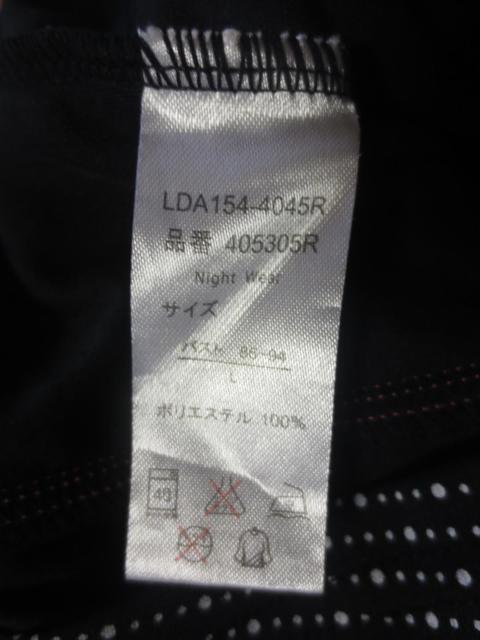 LDA154-4045R
品番 405305R
Night Wear
サイズ
バスト 86-94
L
ポリエステル 100%
40